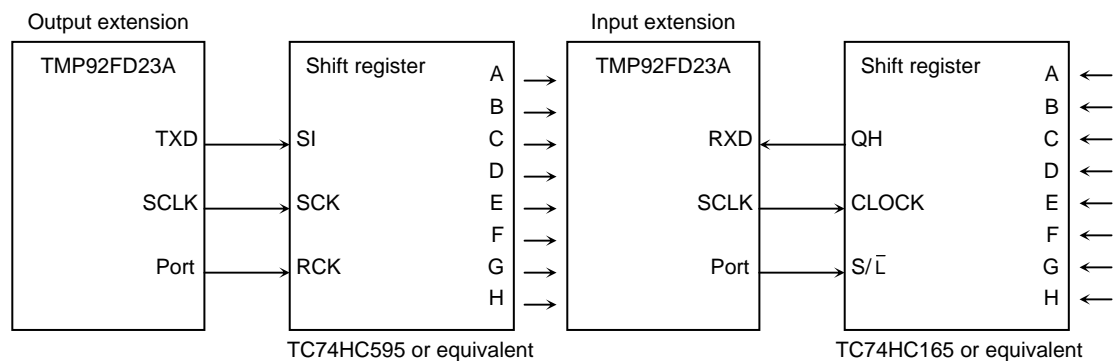 Output extension
TMP92FD23A
TXD
SCLK
Port
Shift register
SI
SCK
RCK
A
B
C
D
E
F
G
H
TC74HC595 or equivalent
Input extension
TMP92FD23A
RXD
SCLK
Port
Shift register
QH
CLOCK
S/L̅
A
B
C
D
E
F
G
H
TC74HC165 or equivalent